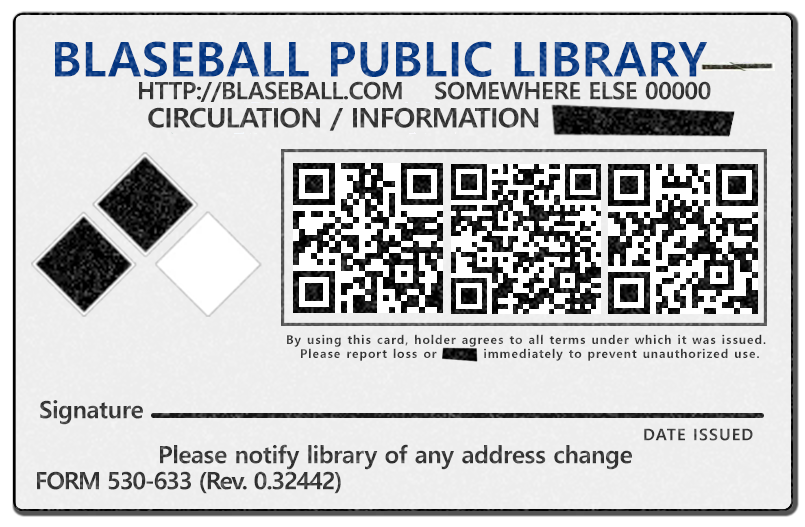 BLASEBALL PUBLIC LIBRARY
HTTP://BLASEBALL.COM SOMEWHERE ELSE 00000
CIRCULATION / INFORMATION
By using this card, holder agrees to all terms under which it was issued.
Please report loss or immediately to prevent unauthorized use.
Signature
DATE ISSUED
Please notify library of any address change
FORM 530-633 (Rev. 0.32442)